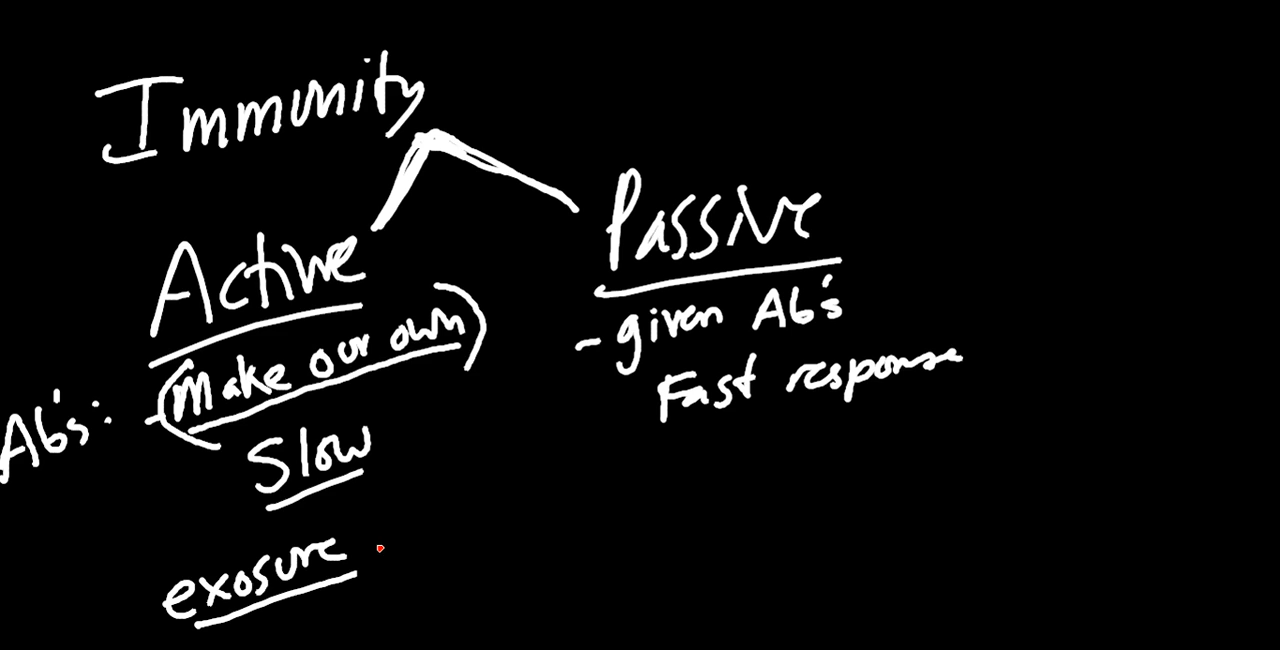 Immunity
Active
Passive
(Make our own)
- given Ab's
Fast response
Ab's:
Slow
exosure